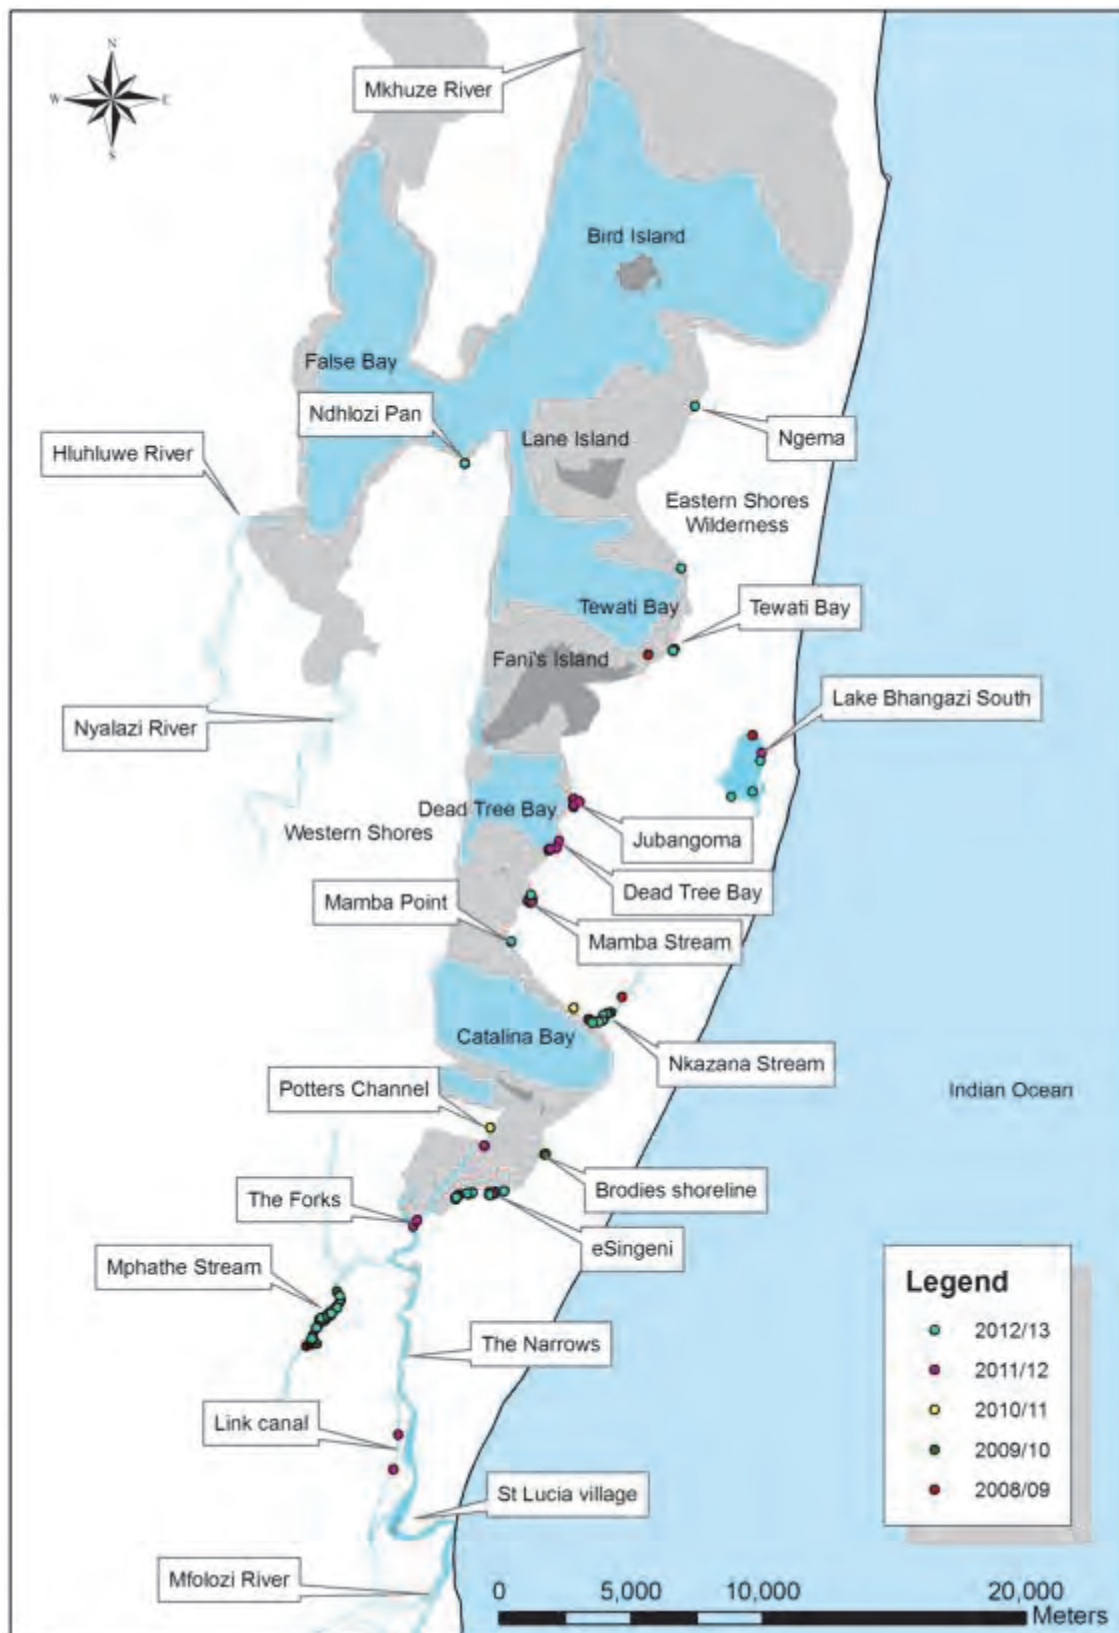 N
W E
S
Mkhuze River
Bird Island
False Bay
Ndhlozi Pan
Lane Island
Ngema
Hluhluwe River
Eastern Shores
Wilderness
Tewati Bay
Tewati Bay
Fani's Island
Lake Bhangazi South
Nyalazi River
Dead Tree Bay
Western Shores
Jubangoma
Dead Tree Bay
Mamba Point
Mamba Stream
Catalina Bay
Nkazana Stream
Potters Channel
Indian Ocean
Brodies shoreline
The Forks
eSingeni
Mphathe Stream
The Narrows
Link canal
St Lucia village
Mfolozi River
Legend
2012/13
2011/12
2010/11
2009/10
2008/09
0 5,000 10,000 20,000
Meters